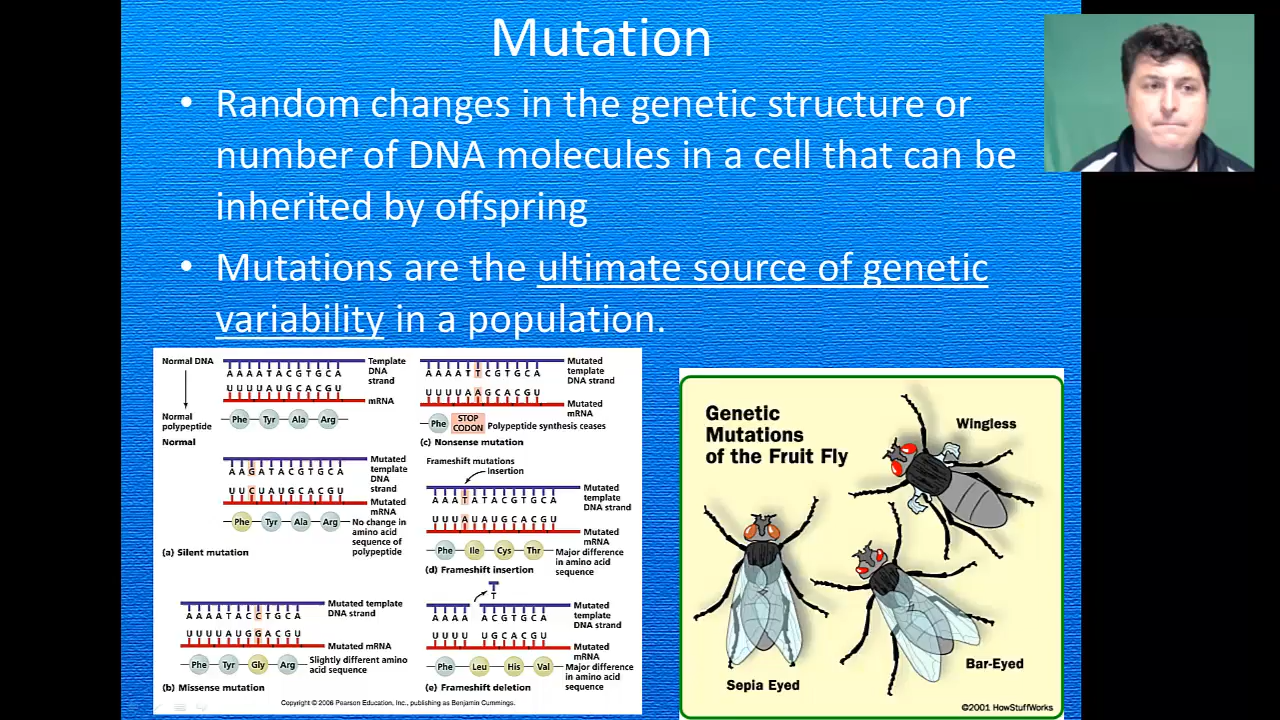 Mutation
• Random changes in the genetic structure or
number of DNA molecules in a cell that can be
inherited by offspring
• Mutations are the ultimate source of genetic
variability in a population.
Normal DNA
A A A A T A C G T G C A
Template
DNA
strand
U U U U A U G C A C G U
mRNA
Normal
polypeptide
Phe Tyr Ala Arg
Normal
A A G A T A C G T G C A
Mutated
template
DNA
strand
U U C U A U G C A C G U
Mutated
mRNA
Phe Tyr Ala Arg
No change in
amino acid
sequence of
polypeptide
(a) Silent mutation
A A A A T A C C T G C A
Mutated template
DNA strand
U U U U A U G G A C G U
Mutated mRNA
Phe Tyr Gly Arg
Slightly different amino
acid sequence
(b) Missense mutation
A A A A T T C G T G C A
Mutated
template
DNA strand
U U U U A A G C A C G U
Mutated
mRNA
Phe STOP
CODON
Polypeptide synthesis ceases
(c) Nonsense mutation
Frameshift mutations
Insertion
A A A T A T A C G T G C A
Mutated
template
DNA strand
U U U A U A U G C A C G U
Mutated
mRNA
Phe Ile Cys Thr
Major difference
in amino acid
sequence
(d) Frameshift insertion
T
A A A A A C G T G C A
Mutated
template
DNA strand
U U U U U G C A C G U
Mutated
mRNA
Phe Leu His Val
Major difference
in amino acid
sequence
(e) Frameshift deletion
Copyright © 2006 Pearson Education, Inc., publishing as Benjamin Cummings.
Genetic
Mutations
of the Fruit Fly
Wingless
Sepia Eyed
Bar-Eyed
©2001 HowStuffWorks